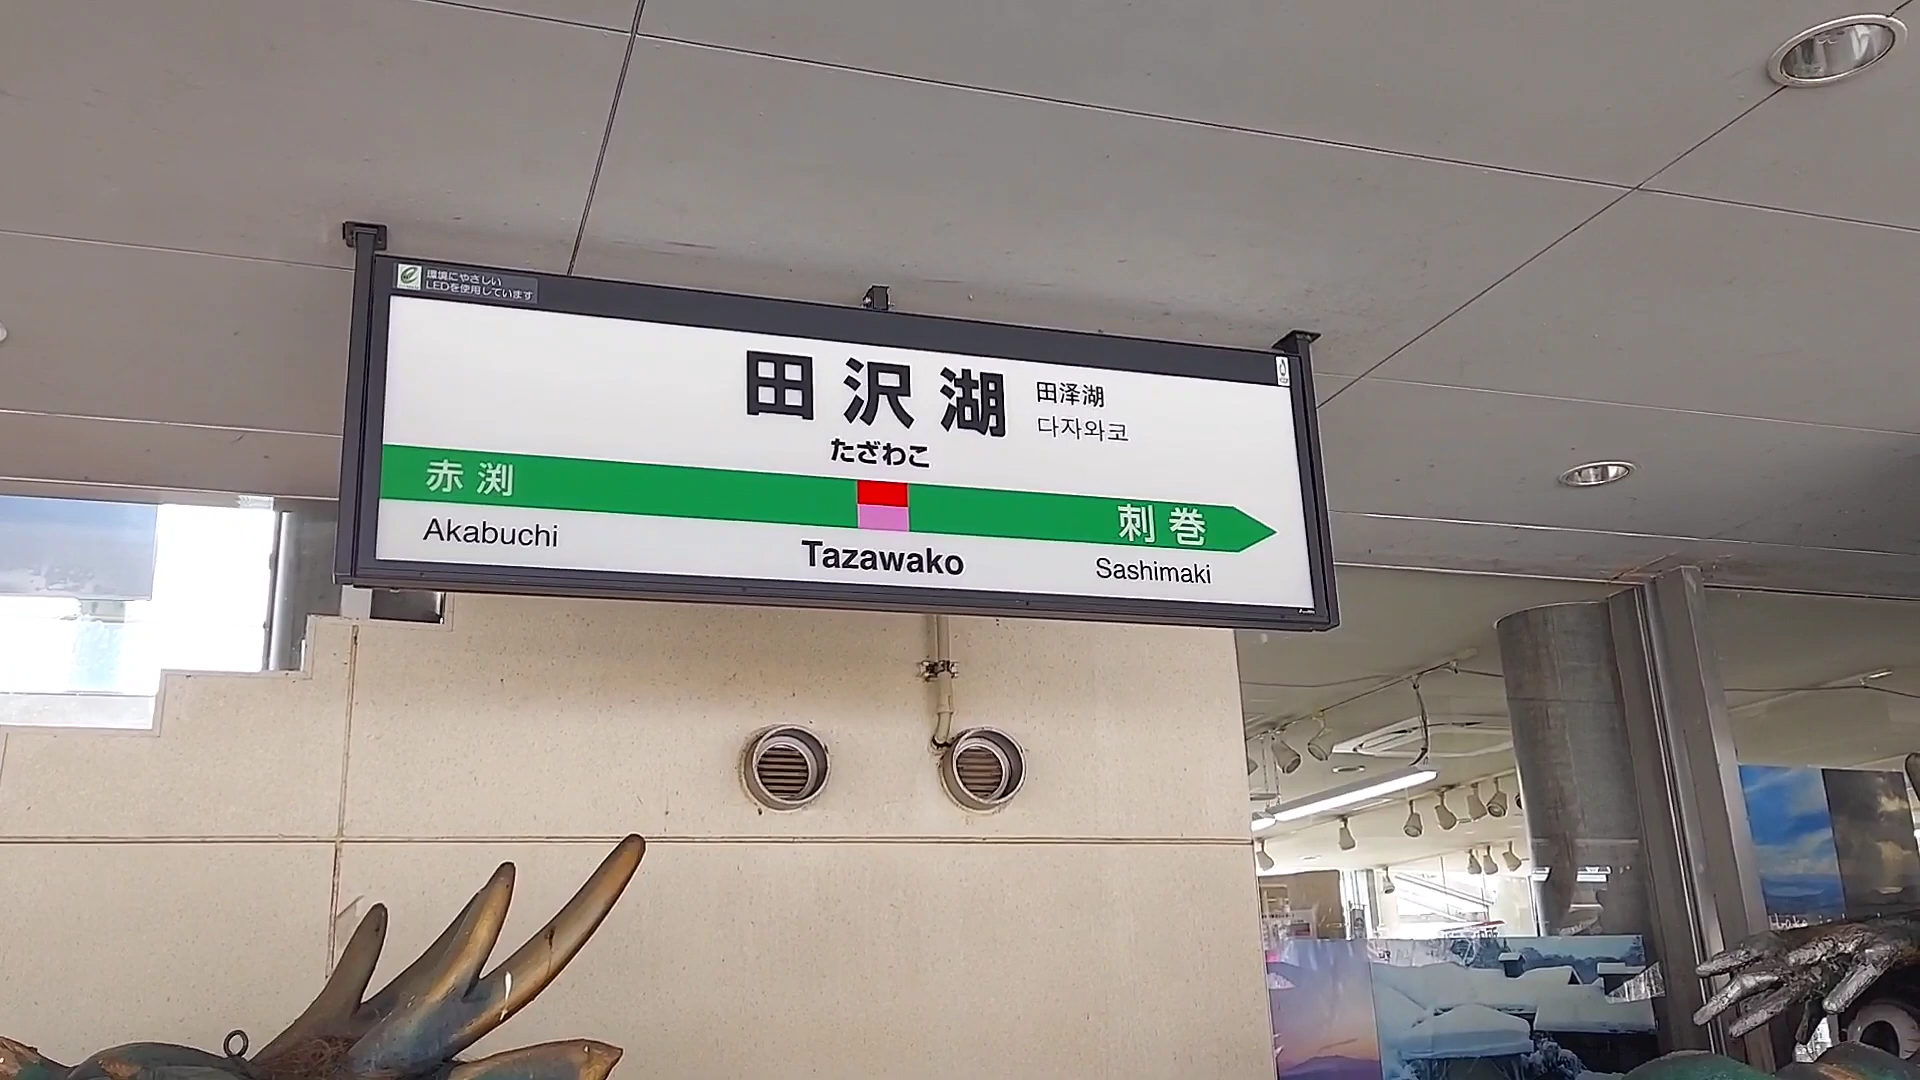 環境にやさしい
LEDを使用しています
田沢湖
田泽湖
다자와코
たざわこ
赤渕
刺巻
Akabuchi
Tazawako
Sashimaki